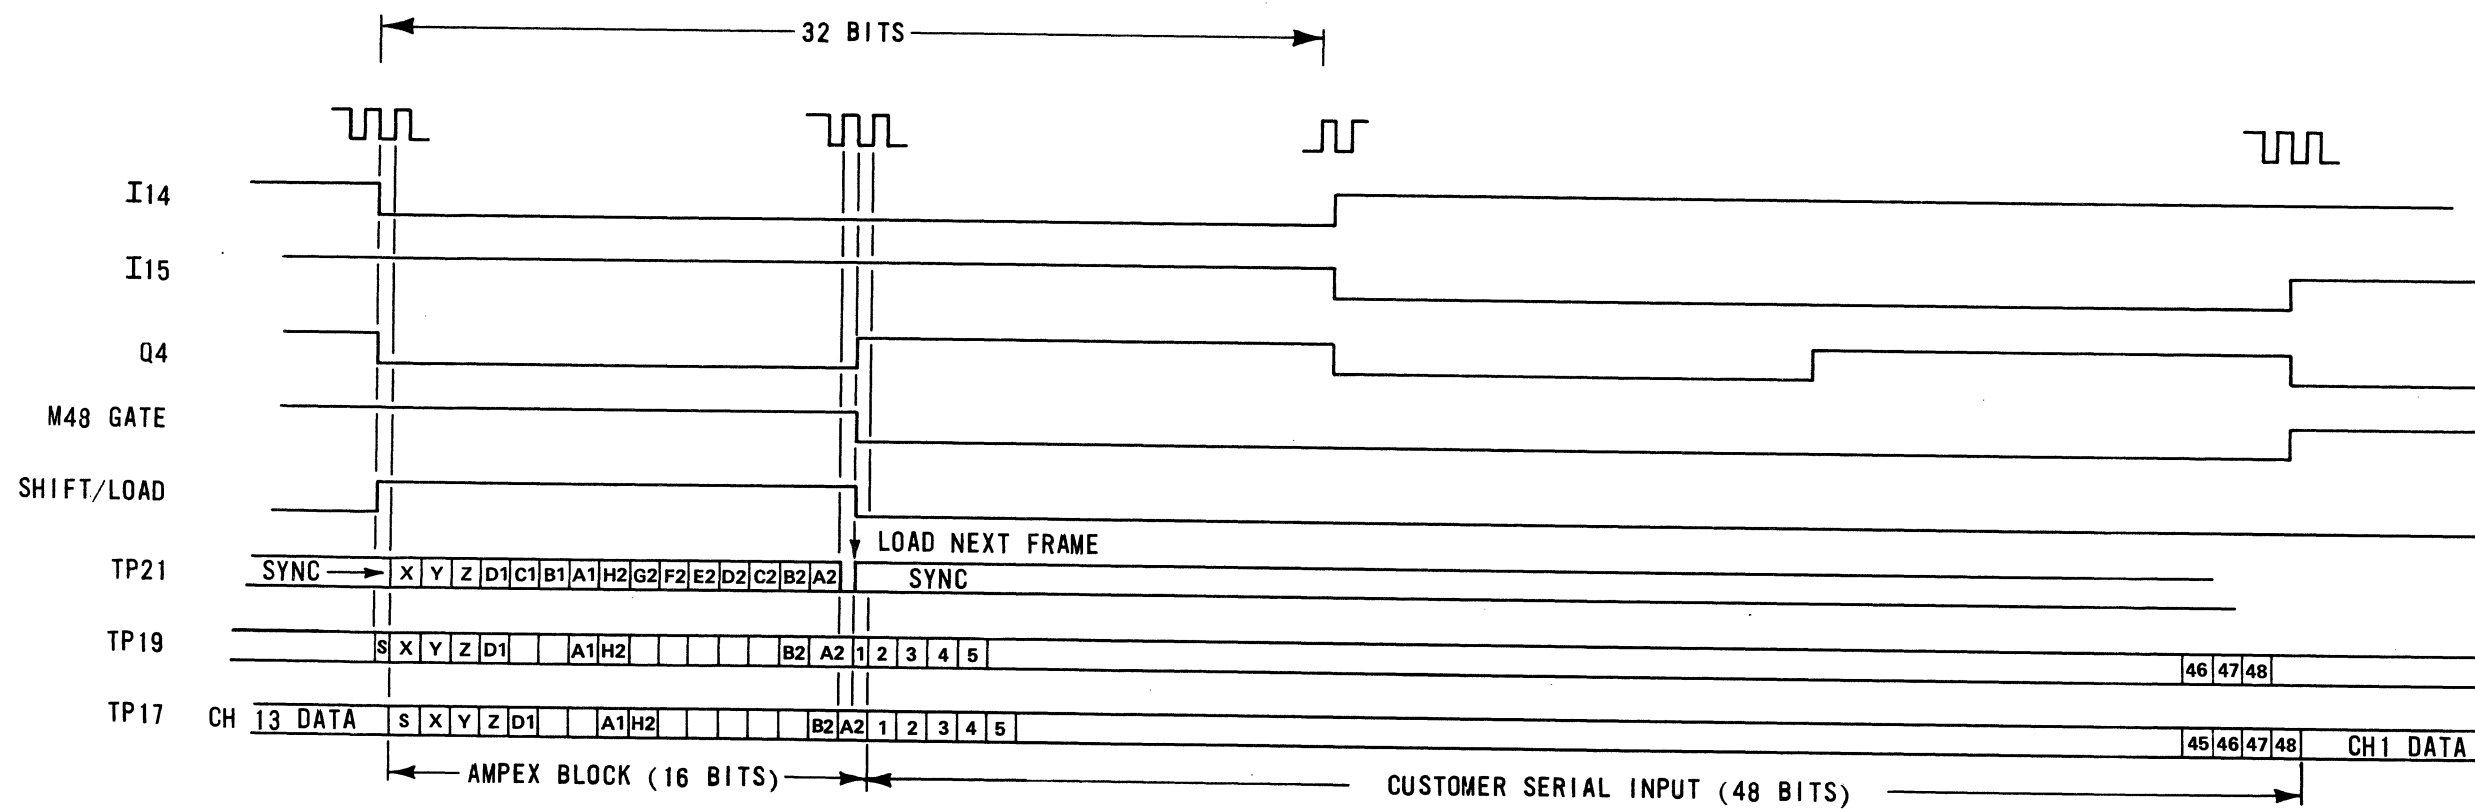 32 BITS
I14
I15
Q4
M48 GATE
SHIFT/LOAD
LOAD NEXT FRAME
TP21 SYNC X Y Z D1 C1 B1 A1 H2 G2 F2 E2 D2 C2 B2 A2 SYNC
TP19 S X Y Z D1 A1 H2 B2 A2 1 2 3 4 5 46 47 48
TP17 CH 13 DATA S X Y Z D1 A1 H2 B2 A2 1 2 3 4 5 45 46 47 48 CH1 DATA
AMPEX BLOCK (16 BITS) CUSTOMER SERIAL INPUT (48 BITS)